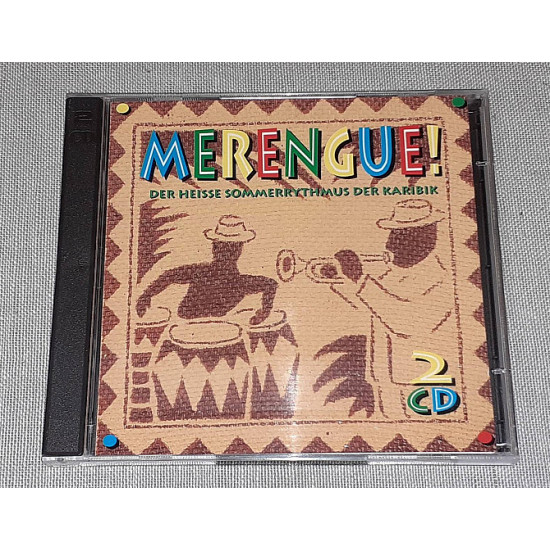 MERENGUE!
DER HEISSE SOMMERRYTHMUS DER KARIBIK
2
CD